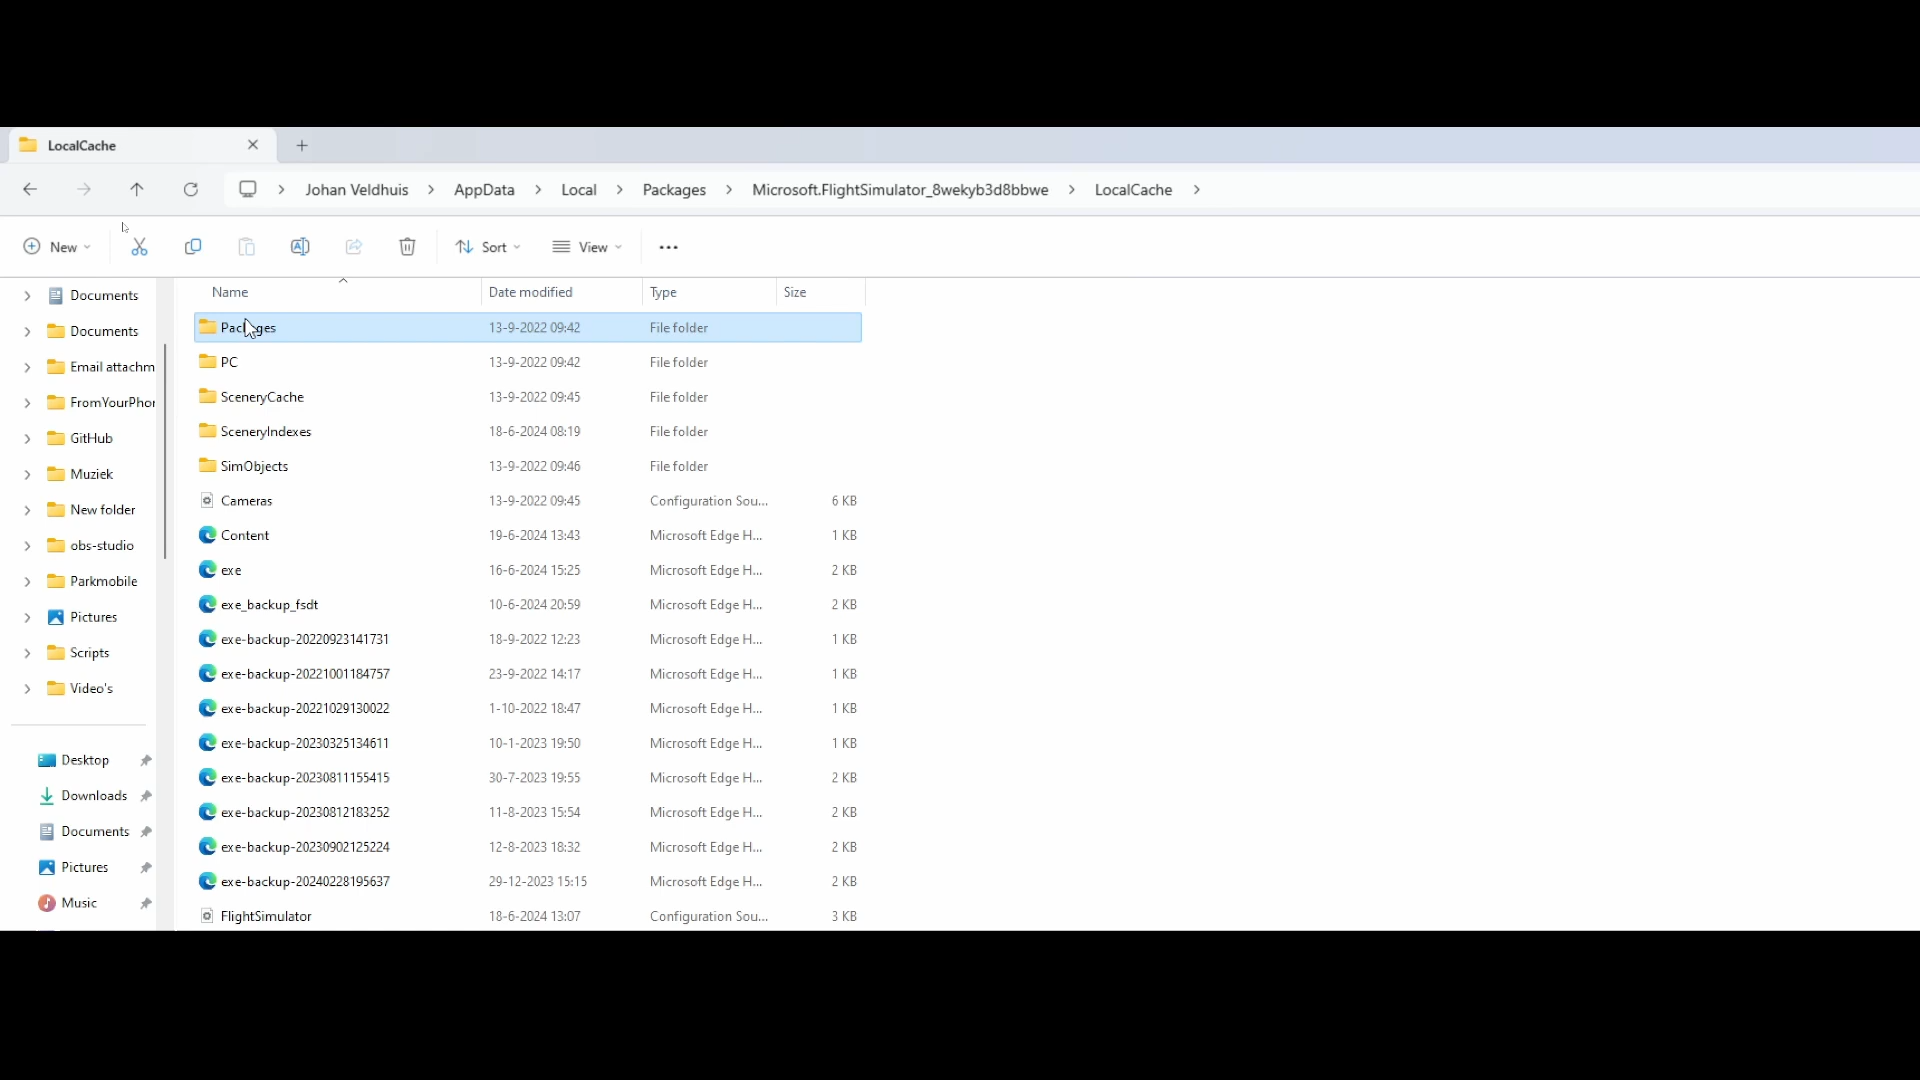 LocalCache
Johan Veldhuis > AppData > Local > Packages > Microsoft.FlightSimulator_8wekyb3d8bbwe > LocalCache >
New Sort View ...
Name Date modified Type Size
Documents
Documents
Email attachm
FromYourPhor
GitHub
Muziek
New folder
obs-studio
Parkmobile
Pictures
Scripts
Video's
Desktop
Downloads
Documents
Pictures
Music
Packages 13-9-2022 09:42 File folder
PC 13-9-2022 09:42 File folder
SceneryCache 13-9-2022 09:45 File folder
SceneryIndexes 18-6-2024 08:19 File folder
SimObjects 13-9-2022 09:46 File folder
Cameras 13-9-2022 09:45 Configuration Sou... 6 KB
Content 19-6-2024 13:43 Microsoft Edge H... 1 KB
exe 16-6-2024 15:25 Microsoft Edge H... 2 KB
exe_backup_fsdt 10-6-2024 20:59 Microsoft Edge H... 2 KB
exe-backup-20220923141731 18-9-2022 12:23 Microsoft Edge H... 1 KB
exe-backup-20221001184757 23-9-2022 14:17 Microsoft Edge H... 1 KB
exe-backup-20221029130022 1-10-2022 18:47 Microsoft Edge H... 1 KB
exe-backup-20230325134611 10-1-2023 19:50 Microsoft Edge H... 1 KB
exe-backup-20230811155415 30-7-2023 19:55 Microsoft Edge H... 2 KB
exe-backup-20230812183252 11-8-2023 15:54 Microsoft Edge H... 2 KB
exe-backup-20230902125224 12-8-2023 18:32 Microsoft Edge H... 2 KB
exe-backup-20240228195637 29-12-2023 15:15 Microsoft Edge H... 2 KB
FlightSimulator 18-6-2024 13:07 Configuration Sou... 3 KB